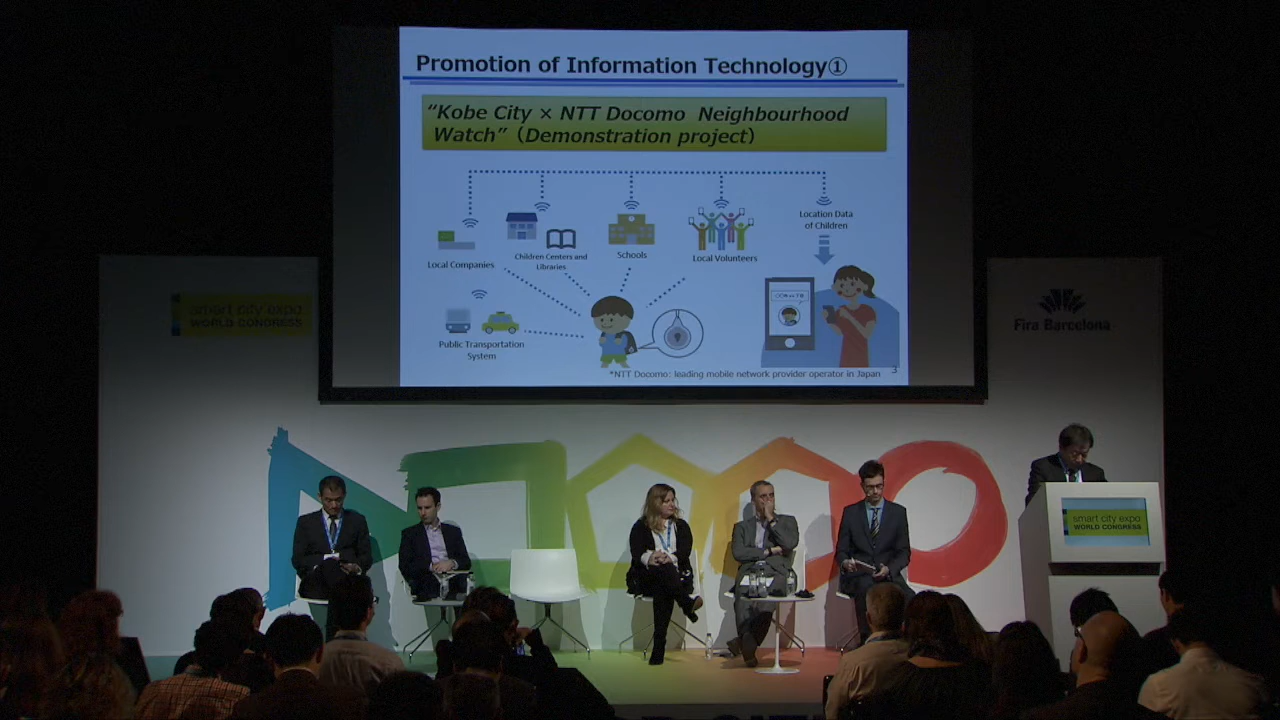 Promotion of Information Technology①
“Kobe City × NTT Docomo Neighbourhood
Watch”（Demonstration project）
Location Data
of Children
Local Companies
Children Centers and
Libraries
Schools
Local Volunteers
Public Transportation
System
*NTT Docomo: leading mobile network provider operator in Japan
3
smart city expo
WORLD CONGRESS
Fira Barcelona
smart city expo
WORLD CONGRESS